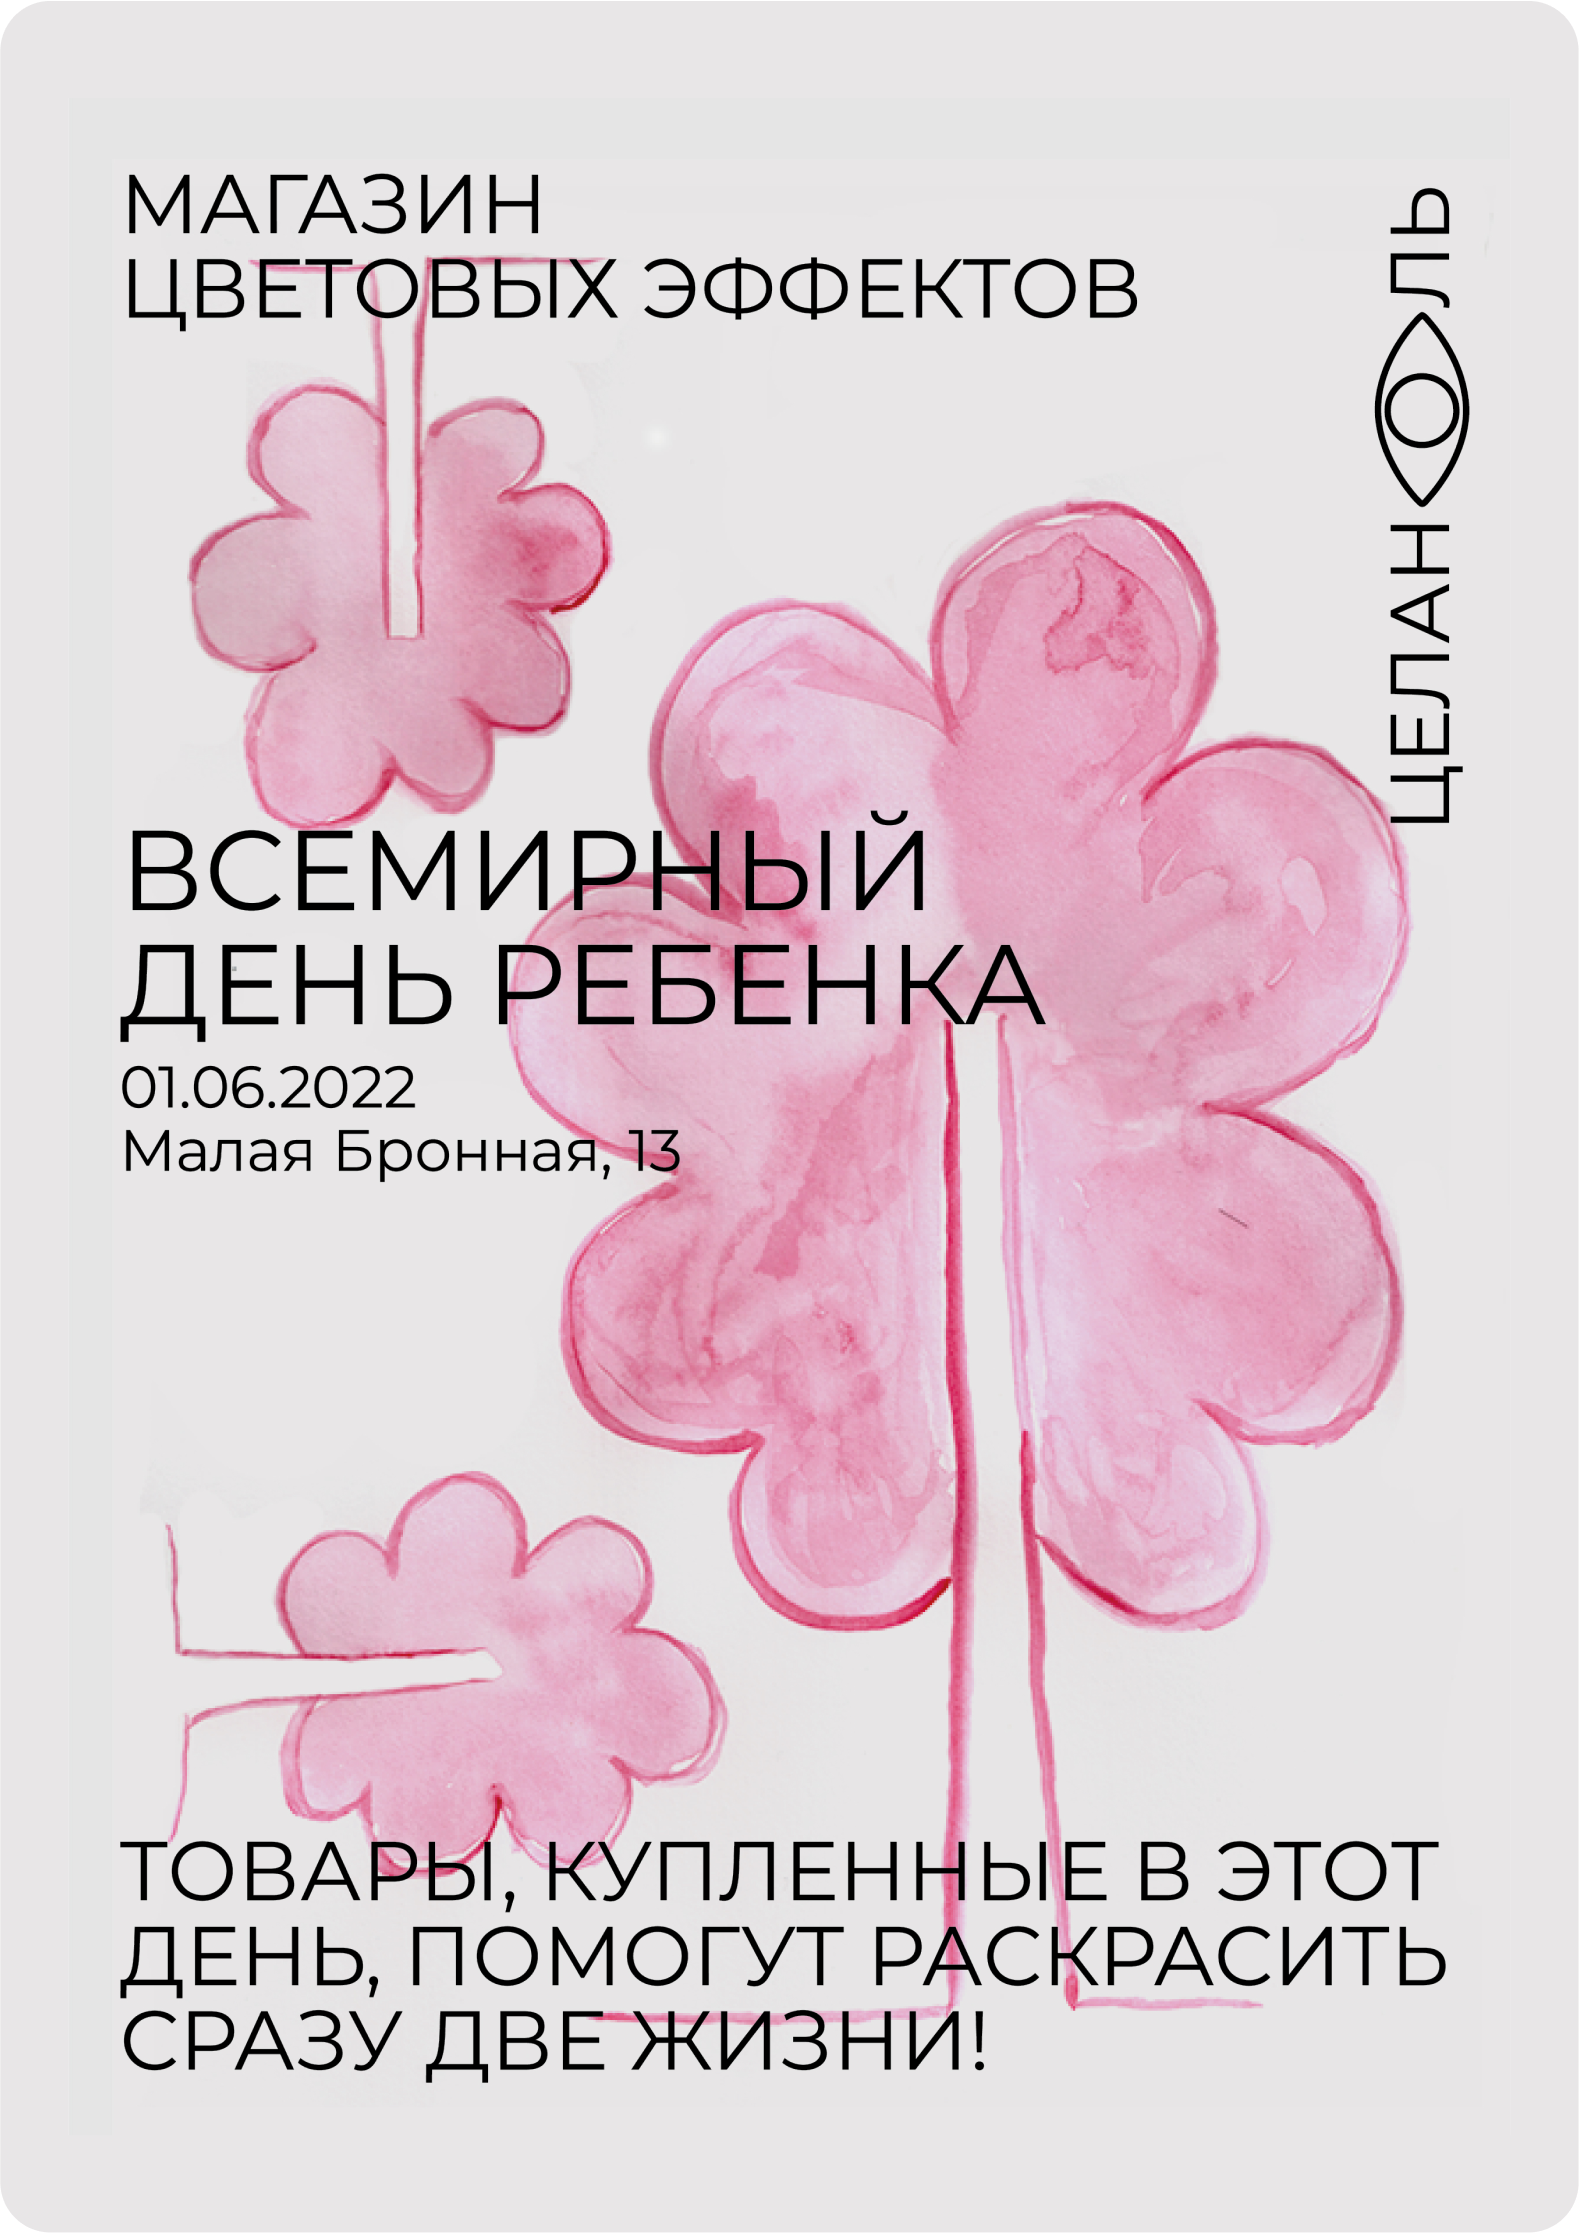 МАГАЗИН
ЦВЕТОВЫХ ЭФФЕКТОВ
ЦЕЛАНОЛЬ
ВСЕМИРНЫЙ
ДЕНЬ РЕБЕНКА
01.06.2022
Малая Бронная, 13
ТОВАРЫ, КУПЛЕННЫЕ В ЭТОТ
ДЕНЬ, ПОМОГУТ РАСКРАСИТЬ
СРАЗУ ДВЕ ЖИЗНИ!